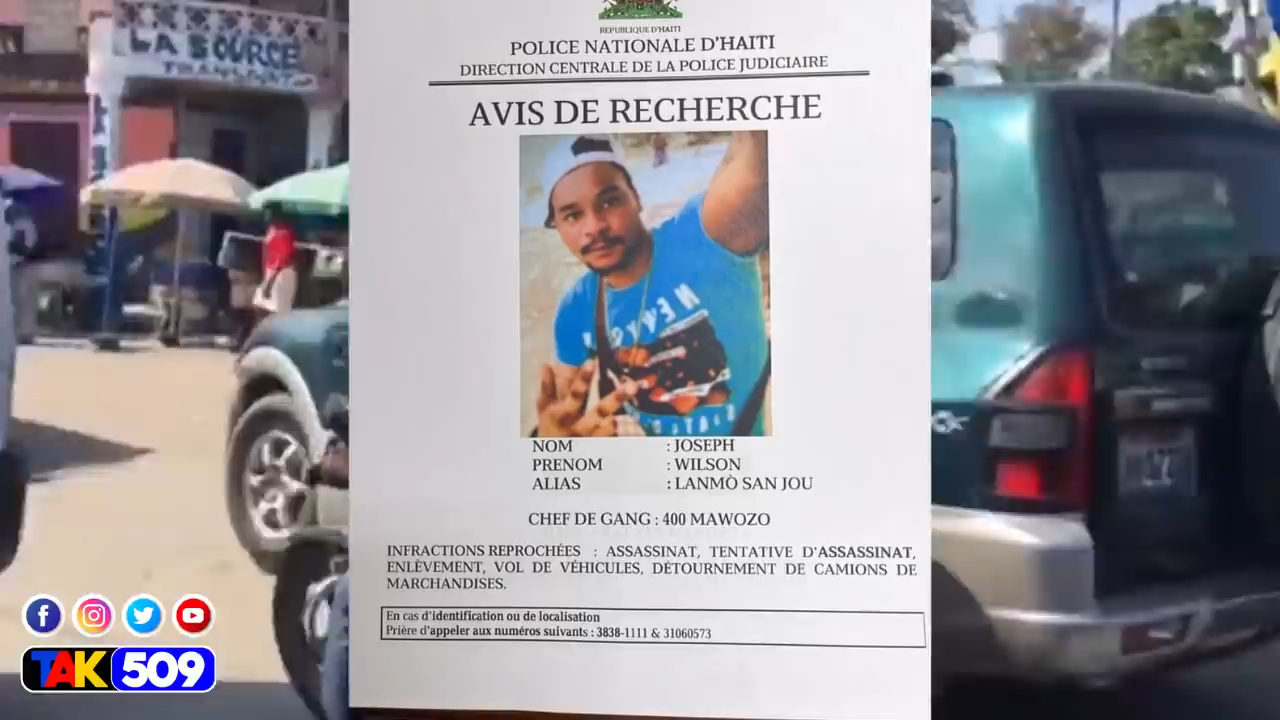 LA SOURCE
REPUBLIQUE D'HAITI
POLICE NATIONALE D'HAITI
DIRECTION CENTRALE DE LA POLICE JUDICIAIRE
AVIS DE RECHERCHE
NOM : JOSEPH
PRENOM : WILSON
ALIAS : LANMÒ SAN JOU
CHEF DE GANG : 400 MAWOZO
INFRACTIONS REPROCHÉES : ASSASSINAT, TENTATIVE D'ASSASSINAT,
ENLÈVEMENT, VOL DE VÉHICULES, DÉTOURNEMENT DE CAMIONS DE
MARCHANDISES.
En cas d'identification ou de localisation
Prière d'appeler aux numéros suivants : 3838-1111 & 31060573
TAK 509